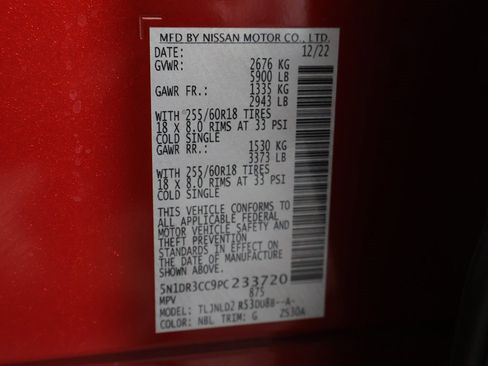 MFD BY NISSAN MOTOR CO., LTD.
DATE: 12/22
GVWR: 2676 KG
5900 LB
GAWR FR.: 1335 KG
2943 LB
WITH 255/60R18 TIRES
18 X 8.0 RIMS AT 33 PSI
COLD SINGLE
GAWR RR.: 1530 KG
3373 LB
WITH 255/60R18 TIRES
18 X 8.0 RIMS AT 33 PSI
COLD SINGLE
THIS VEHICLE CONFORMS TO
ALL APPLICABLE FEDERAL
MOTOR VEHICLE SAFETY AND
THEFT PREVENTION
STANDARDS IN EFFECT ON
THE DATE OF MANUFACTURE
SHOWN ABOVE.
5N1DR3CC9PC233720
MPV 875
MODEL: TLJNLD2
COLOR: NBL TRIM: G